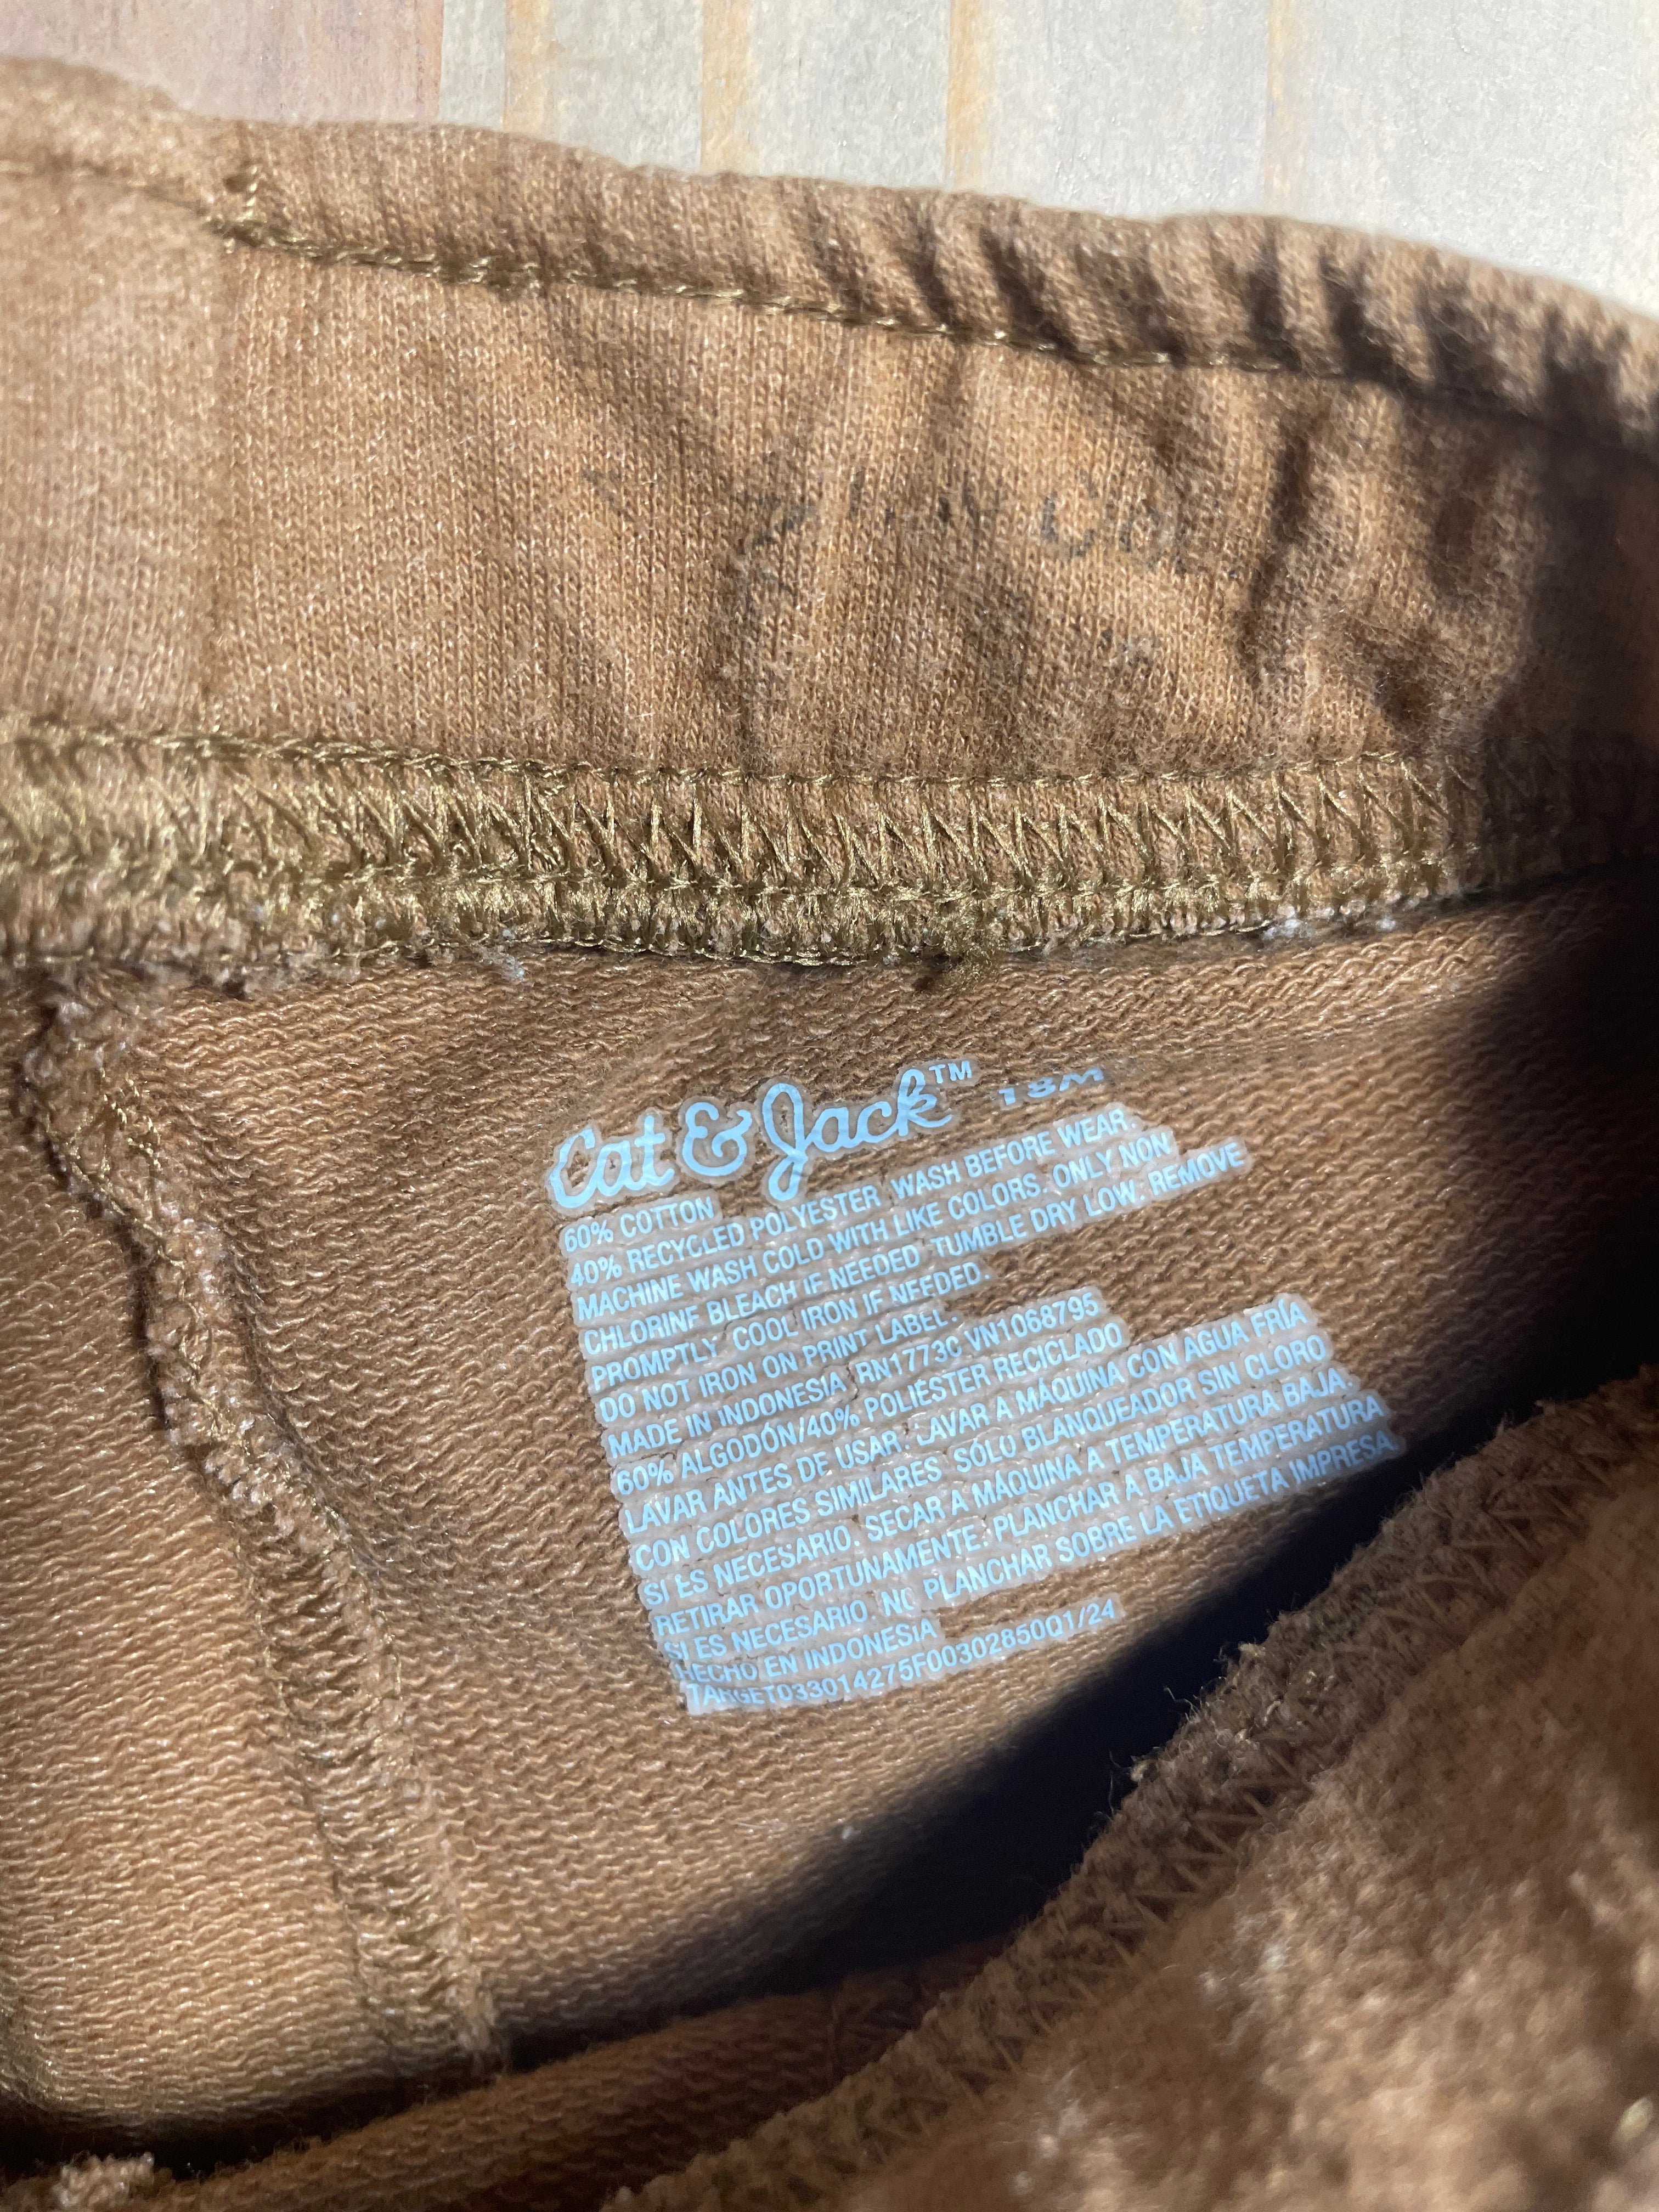 Cat & Jack™ 18M
60% COTTON
40% RECYCLED POLYESTER WASH BEFORE WEAR.
MACHINE WASH COLD WITH LIKE COLORS. ONLY NON
CHLORINE BLEACH IF NEEDED TUMBLE DRY LOW. REMOVE
PROMPTLY COOL IRON IF NEEDED.
DO NOT IRON ON PRINT LABEL.
MADE IN INDONESIA RN17730 VN1068795
60% ALGODÓN/40% POLIÉSTER RECICLADO
LAVAR ANTES DE USAR. LAVAR A MÁQUINA CON AGUA FRÍA
CON COLORES SIMILARES SÓLO BLANQUEADOR SIN CLORO
SI ES NECESARIO. SECAR A MÁQUINA A TEMPERATURA BAJA.
RETIRAR OPORTUNAMENTE. PLANCHAR A BAJA TEMPERATURA
SI ES NECESARIO. NO PLANCHAR SOBRE LA ETIQUETA IMPRESA.
HECHO EN INDONESIA
TARGET033014275F00302850Q1/24